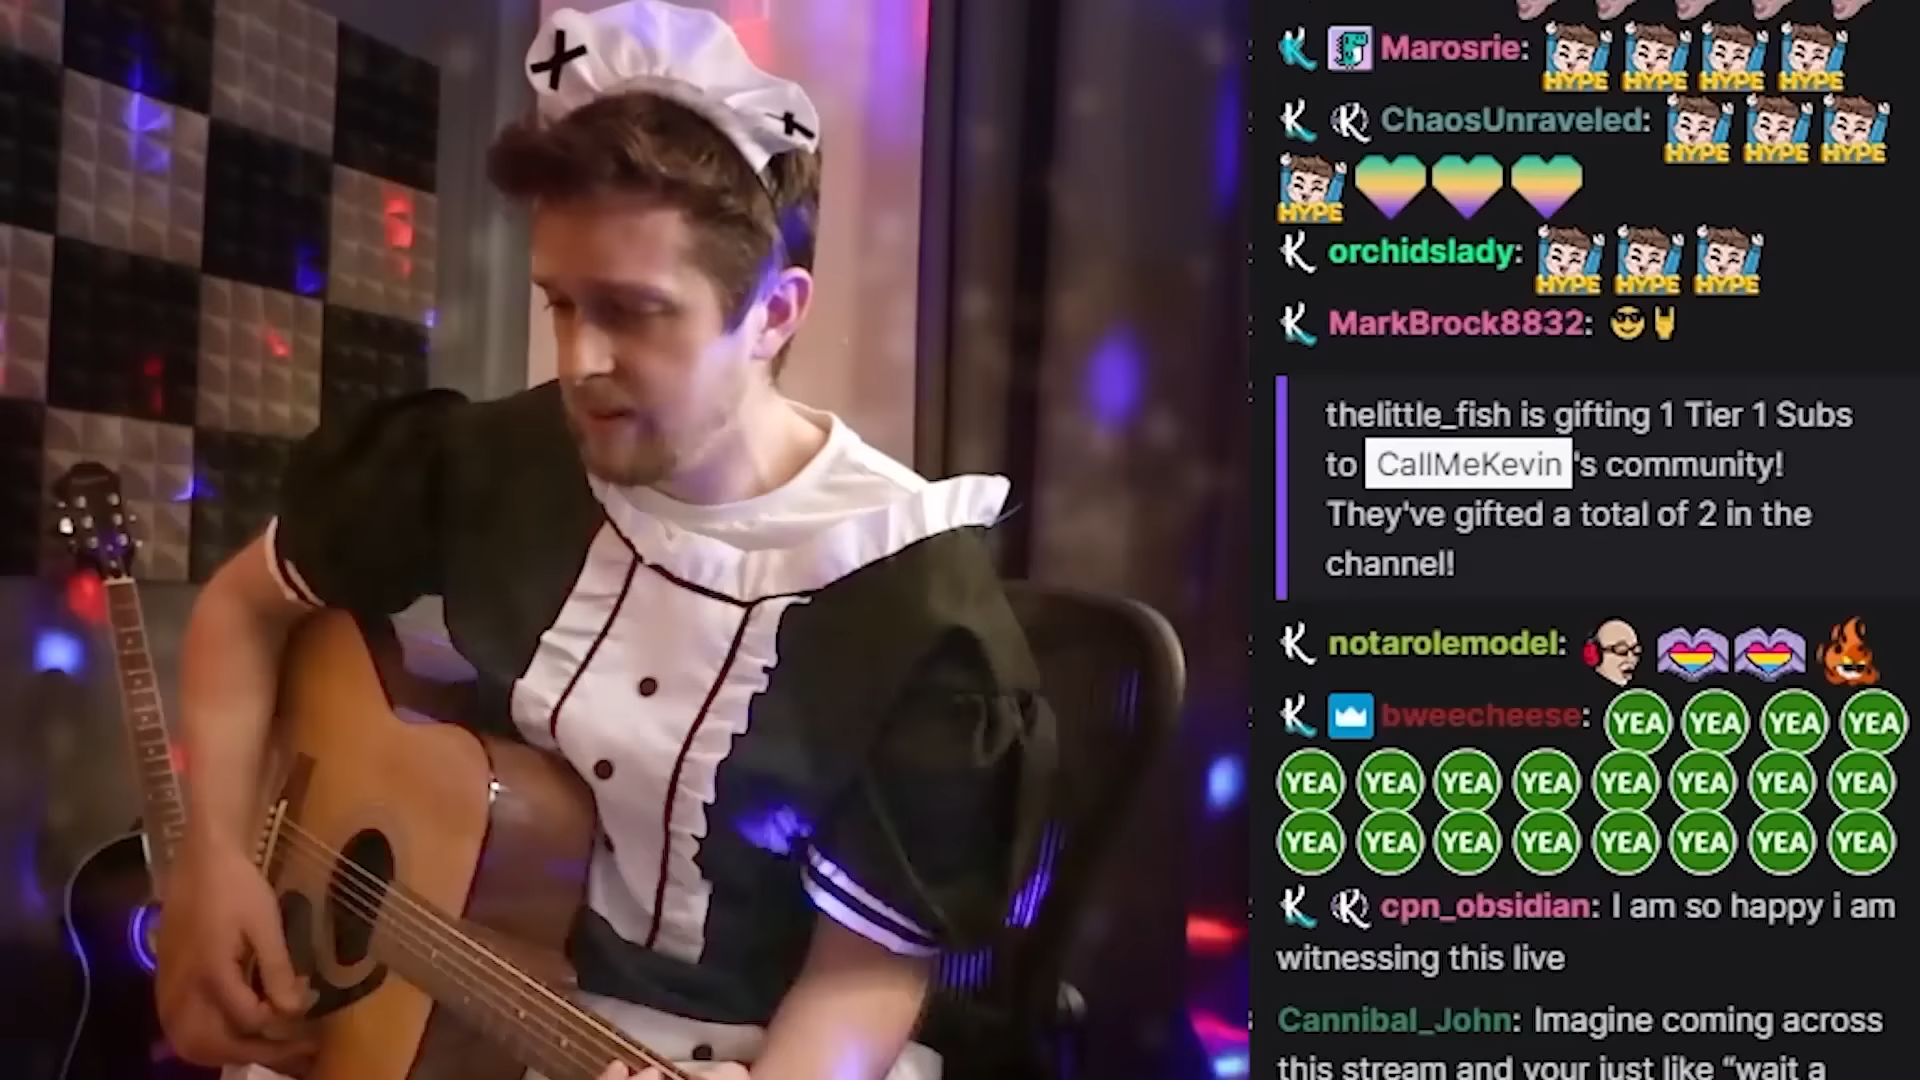 Marosrie: HYPE HYPE HYPE HYPE
ChaosUnraveled: HYPE HYPE HYPE
HYPE
orchidslady: HYPE HYPE HYPE
MarkBrock8832:
thelittle_fish is gifting 1 Tier 1 Subs
to CallMeKevin's community!
They've gifted a total of 2 in the
channel!
notarolemodel:
bweecheese: YEA YEA YEA YEA
YEA YEA YEA YEA YEA YEA YEA YEA
YEA YEA YEA YEA YEA YEA YEA YEA
cpn_obsidian: I am so happy i am
witnessing this live
Cannibal_John: Imagine coming across
this stream and your just like “wait a